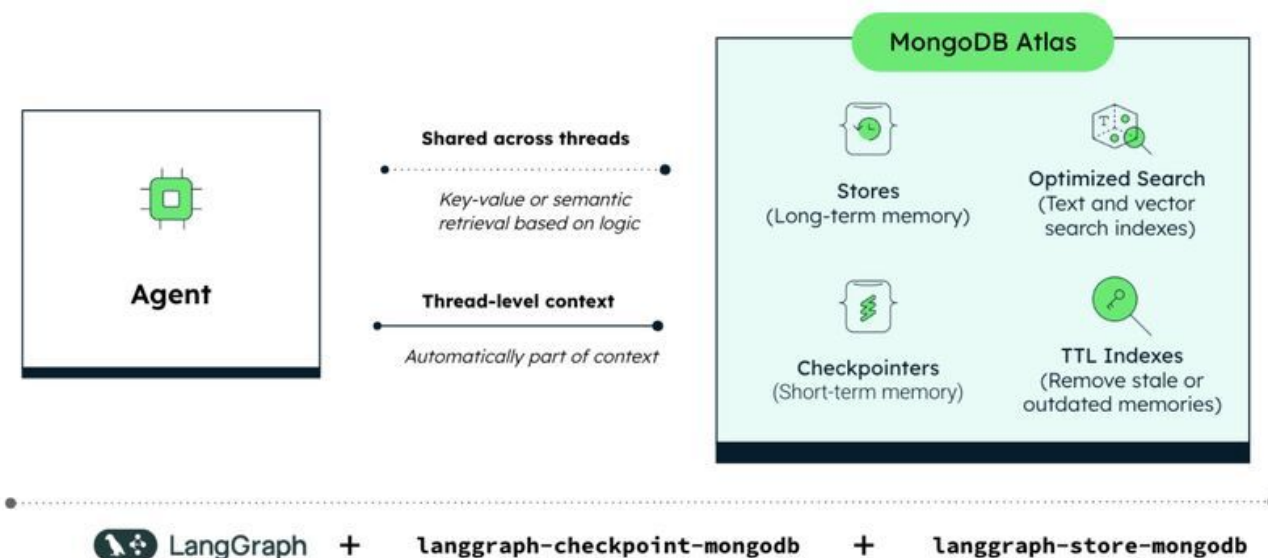 MongoDB Atlas
Agent
Shared across threads
Key-value or semantic
retrieval based on logic
Thread-level context
Automatically part of context
Stores
(Long-term memory)
T
Optimized Search
(Text and vector
search indexes)
Checkpointers
(Short-term memory)
TTL Indexes
(Remove stale or
outdated memories)
LangGraph + langgraph-checkpoint-mongodb + langgraph-store-mongodb